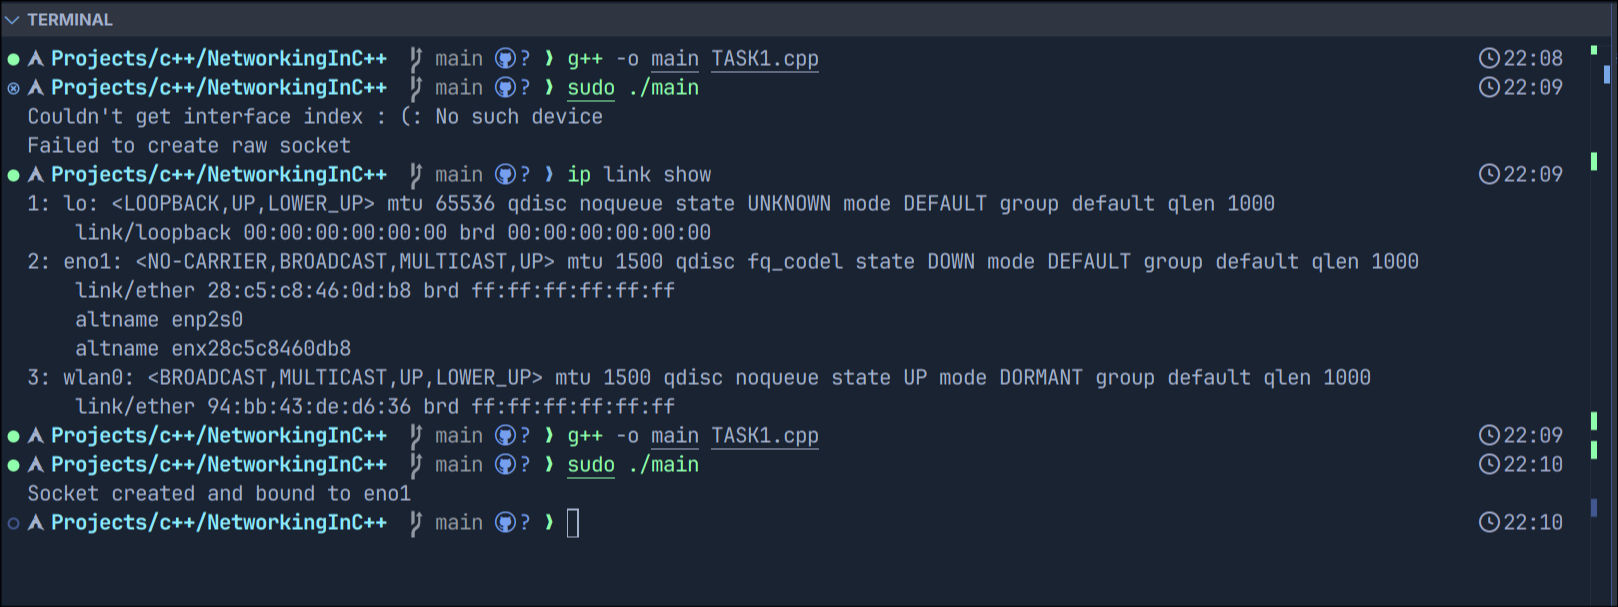 TERMINAL
Projects/c++/NetworkingInC++ main ? ❯ g++ -o main TASK1.cpp 22:08
Projects/c++/NetworkingInC++ main ? ❯ sudo ./main 22:09
Couldn't get interface index : (: No such device
Failed to create raw socket
Projects/c++/NetworkingInC++ main ? ❯ ip link show 22:09
1: lo: <LOOPBACK,UP,LOWER_UP> mtu 65536 qdisc noqueue state UNKNOWN mode DEFAULT group default qlen 1000
link/loopback 00:00:00:00:00:00 brd 00:00:00:00:00:00
2: eno1: <NO-CARRIER,BROADCAST,MULTICAST,UP> mtu 1500 qdisc fq_codel state DOWN mode DEFAULT group default qlen 1000
link/ether 28:c5:c8:46:0d:b8 brd ff:ff:ff:ff:ff:ff
altname enp2s0
altname enx28c5c8460db8
3: wlan0: <BROADCAST,MULTICAST,UP,LOWER_UP> mtu 1500 qdisc noqueue state UP mode DORMANT group default qlen 1000
link/ether 94:bb:43:de:d6:36 brd ff:ff:ff:ff:ff:ff
Projects/c++/NetworkingInC++ main ? ❯ g++ -o main TASK1.cpp 22:09
Projects/c++/NetworkingInC++ main ? ❯ sudo ./main 22:10
Socket created and bound to eno1
Projects/c++/NetworkingInC++ main ? ❯ 22:10